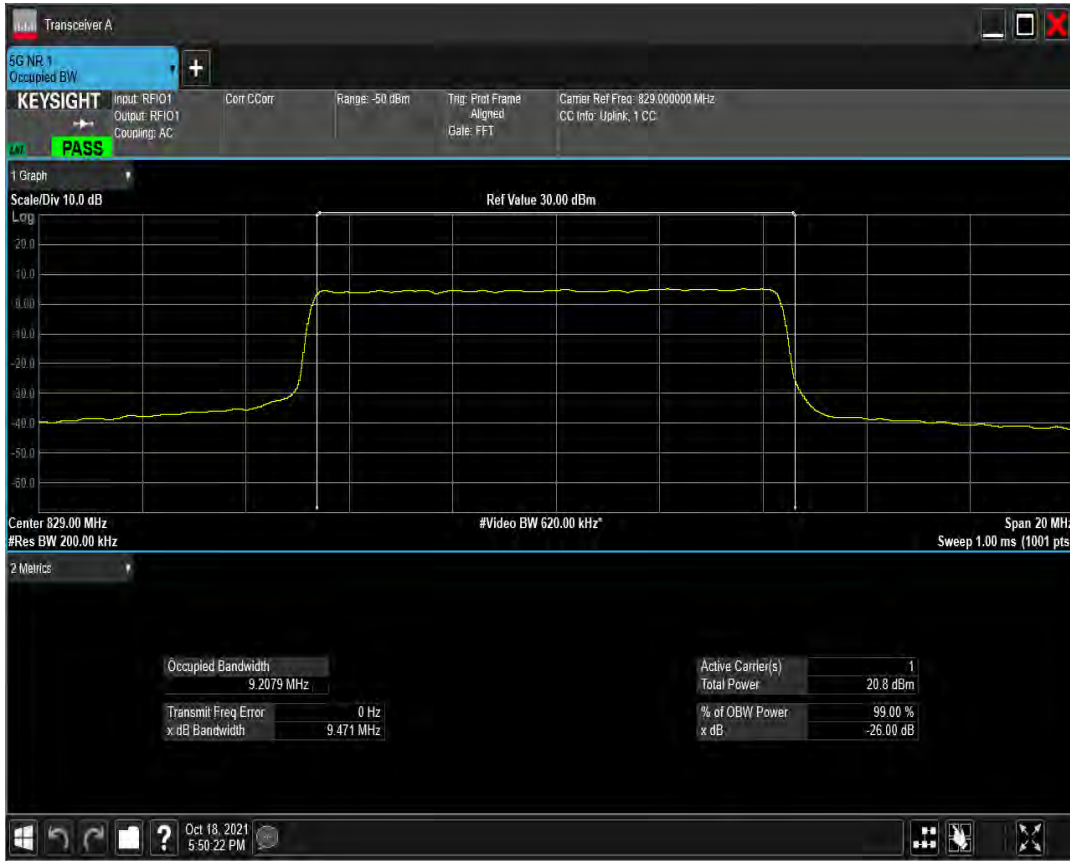 Transceiver A
5G NR 1
Occupied BW
KEYSIGHT
Input: RFIO1
Output: RFIO1
Coupling: AC
Corr CCorr
Range: -50 dBm
Trig: Prot Frame
Aligned
Gate: FFT
Carrier Ref Freq: 829.000000 MHz
CC Info: Uplink, 1 CC
PASS
1 Graph
Scale/Div 10.0 dB
Ref Value 30.00 dBm
Log
20.0
10.0
0.00
-10.0
-20.0
-30.0
-40.0
-50.0
-60.0
Center 829.00 MHz
#Video BW 620.00 kHz*
Span 20 MHz
#Res BW 200.00 kHz
Sweep 1.00 ms (1001 pts
2 Metrics
Occupied Bandwidth
9.2079 MHz
Transmit Freq Error 0 Hz
x dB Bandwidth 9.471 MHz
Active Carrier(s) 1
Total Power 20.8 dBm
% of OBW Power 99.00 %
x dB -26.00 dB
Oct 18, 2021
5:50:22 PM